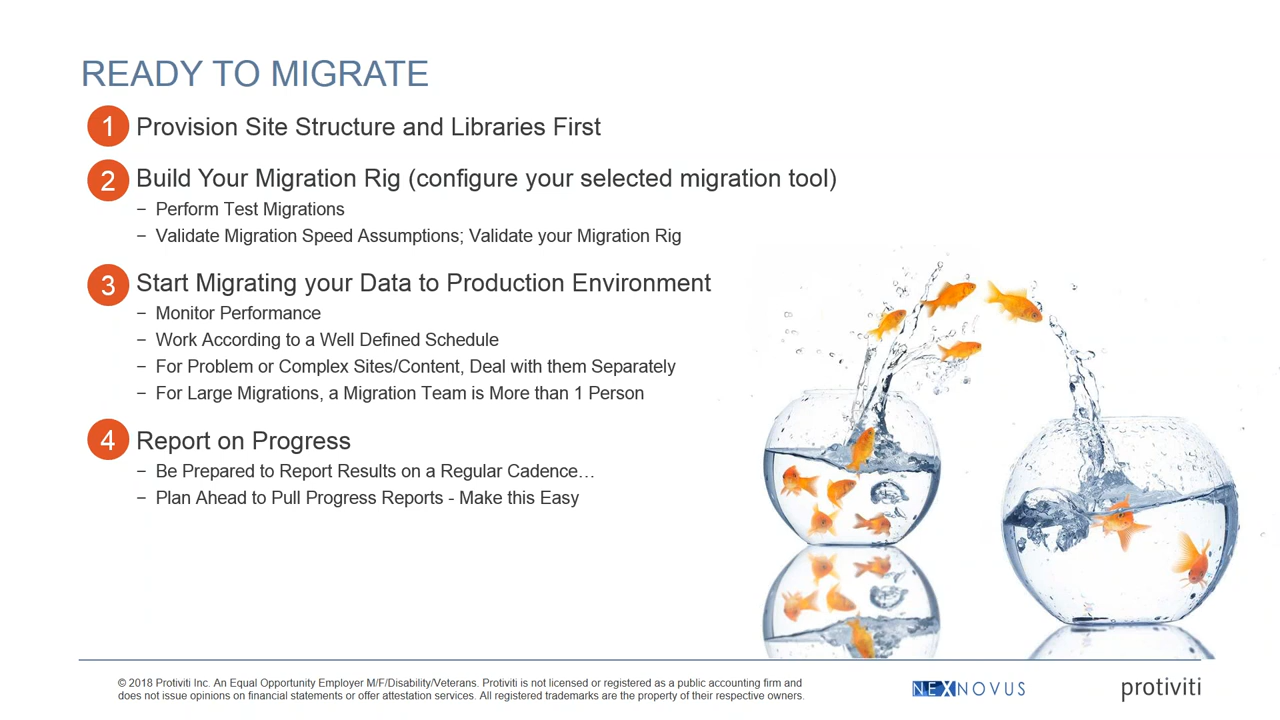 READY TO MIGRATE
1 Provision Site Structure and Libraries First
2 Build Your Migration Rig (configure your selected migration tool)
− Perform Test Migrations
− Validate Migration Speed Assumptions; Validate your Migration Rig
3 Start Migrating your Data to Production Environment
− Monitor Performance
− Work According to a Well Defined Schedule
− For Problem or Complex Sites/Content, Deal with them Separately
− For Large Migrations, a Migration Team is More than 1 Person
4 Report on Progress
− Be Prepared to Report Results on a Regular Cadence…
− Plan Ahead to Pull Progress Reports - Make this Easy
© 2018 Protiviti Inc. An Equal Opportunity Employer M/F/Disability/Veterans. Protiviti is not licensed or registered as a public accounting firm and
does not issue opinions on financial statements or offer attestation services. All registered trademarks are the property of their respective owners.
NEXNOVUS
protiviti